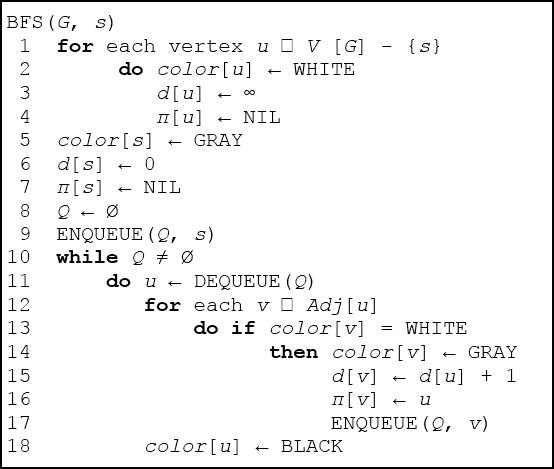 BFS(G, s)
1 for each vertex u □ V [G] - {s}
2 do color[u] ← WHITE
3 d[u] ← ∞
4 π[u] ← NIL
5 color[s] ← GRAY
6 d[s] ← 0
7 π[s] ← NIL
8 Q ← Ø
9 ENQUEUE(Q, s)
10 while Q ≠ Ø
11 do u ← DEQUEUE(Q)
12 for each v □ Adj[u]
13 do if color[v] = WHITE
14 then color[v] ← GRAY
15 d[v] ← d[u] + 1
16 π[v] ← u
17 ENQUEUE(Q, v)
18 color[u] ← BLACK